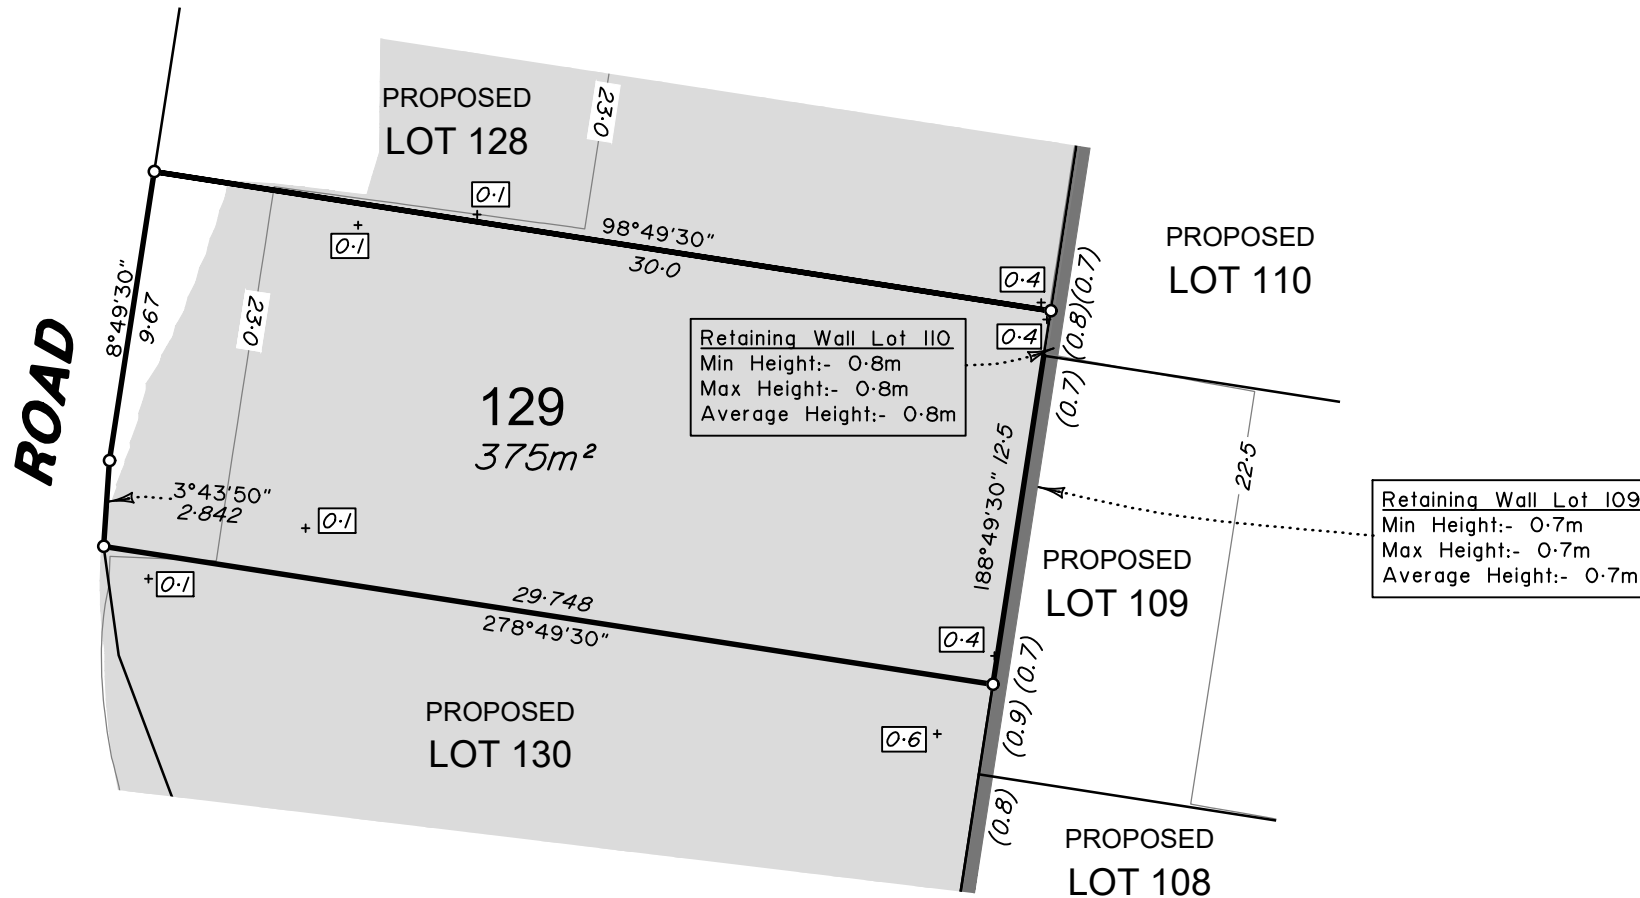 PROPOSED
LOT 128
23·0
0·1
0·1
98°49'30"
30·0
0·4
0·4
(0.7)
(0.8)
(0.7)
PROPOSED
LOT 110
8°49'30"
9·67
23·0
ROAD
Retaining Wall Lot 110
Min Height:- 0·8m
Max Height:- 0·8m
Average Height:- 0·8m
129
375m²
188°49'30" 12·5
22·5
Retaining Wall Lot 109
Min Height:- 0·7m
Max Height:- 0·7m
Average Height:- 0·7m
3°43'50"
2·842
0·1
0·1
29·748
278°49'30"
PROPOSED
LOT 109
0·4
(0.7)
(0.9)
0·6
PROPOSED
LOT 130
(0.8)
PROPOSED
LOT 108